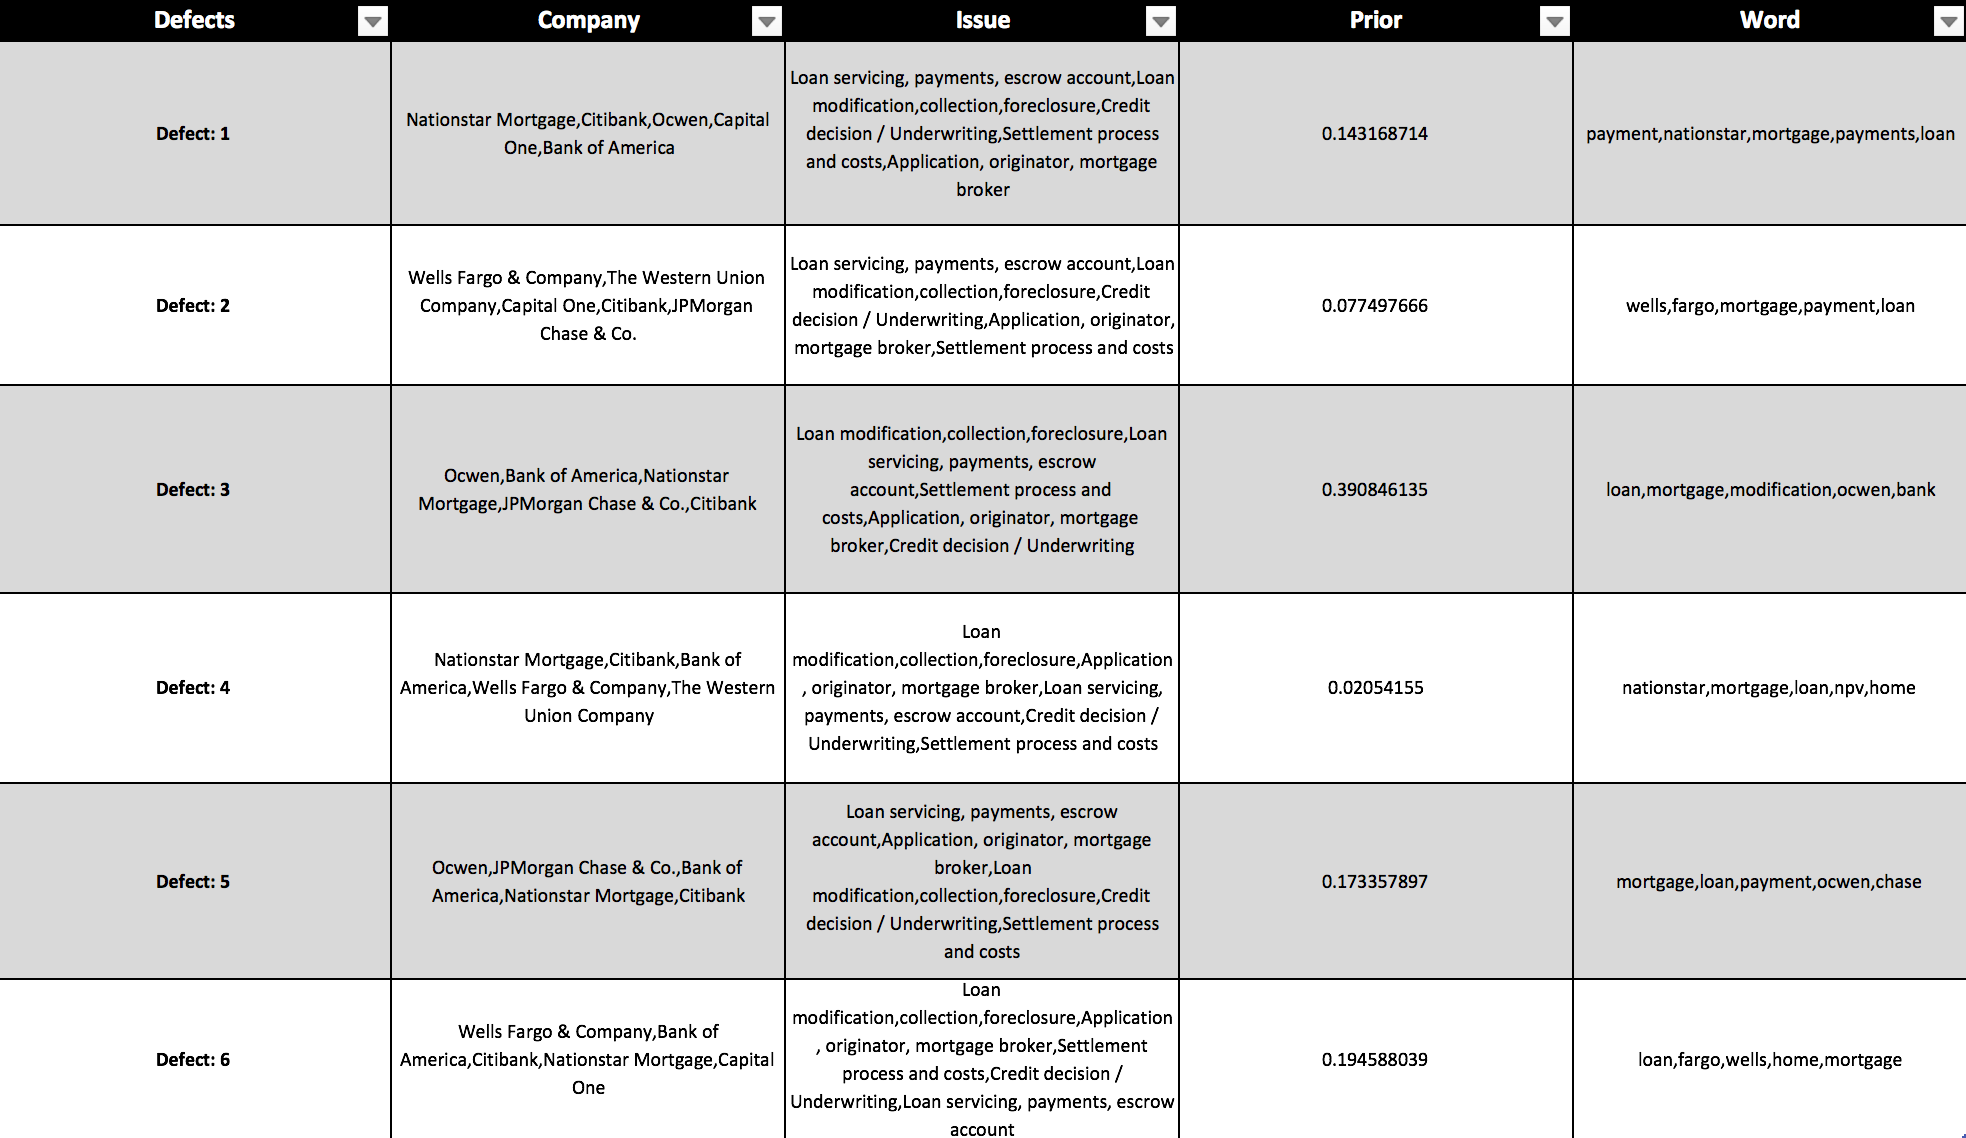 Defects Company Issue Prior Word
Defect: 1
Nationstar Mortgage,Citibank,Ocwen,Capital
One,Bank of America
Loan servicing, payments, escrow account,Loan
modification,collection,foreclosure,Credit
decision / Underwriting,Settlement process
and costs,Application, originator, mortgage
broker
0.143168714
payment,nationstar,mortgage,payments,loan
Defect: 2
Wells Fargo & Company,The Western Union
Company,Capital One,Citibank,JPMorgan
Chase & Co.
Loan servicing, payments, escrow account,Loan
modification,collection,foreclosure,Credit
decision / Underwriting,Application, originator,
mortgage broker,Settlement process and costs
0.077497666
wells,fargo,mortgage,payment,loan
Defect: 3
Ocwen,Bank of America,Nationstar
Mortgage,JPMorgan Chase & Co.,Citibank
Loan modification,collection,foreclosure,Loan
servicing, payments, escrow
account,Settlement process and
costs,Application, originator, mortgage
broker,Credit decision / Underwriting
0.390846135
loan,mortgage,modification,ocwen,bank
Defect: 4
Nationstar Mortgage,Citibank,Bank of
America,Wells Fargo & Company,The Western
Union Company
Loan
modification,collection,foreclosure,Application
, originator, mortgage broker,Loan servicing,
payments, escrow account,Credit decision /
Underwriting,Settlement process and costs
0.02054155
nationstar,mortgage,loan,npv,home
Defect: 5
Ocwen,JPMorgan Chase & Co.,Bank of
America,Nationstar Mortgage,Citibank
Loan servicing, payments, escrow
account,Application, originator, mortgage
broker,Loan
modification,collection,foreclosure,Credit
decision / Underwriting,Settlement process
and costs
0.173357897
mortgage,loan,payment,ocwen,chase
Defect: 6
Wells Fargo & Company,Bank of
America,Citibank,Nationstar Mortgage,Capital
One
Loan
modification,collection,foreclosure,Application
, originator, mortgage broker,Settlement
process and costs,Credit decision /
Underwriting,Loan servicing, payments, escrow
account
0.194588039
loan,fargo,wells,home,mortgage